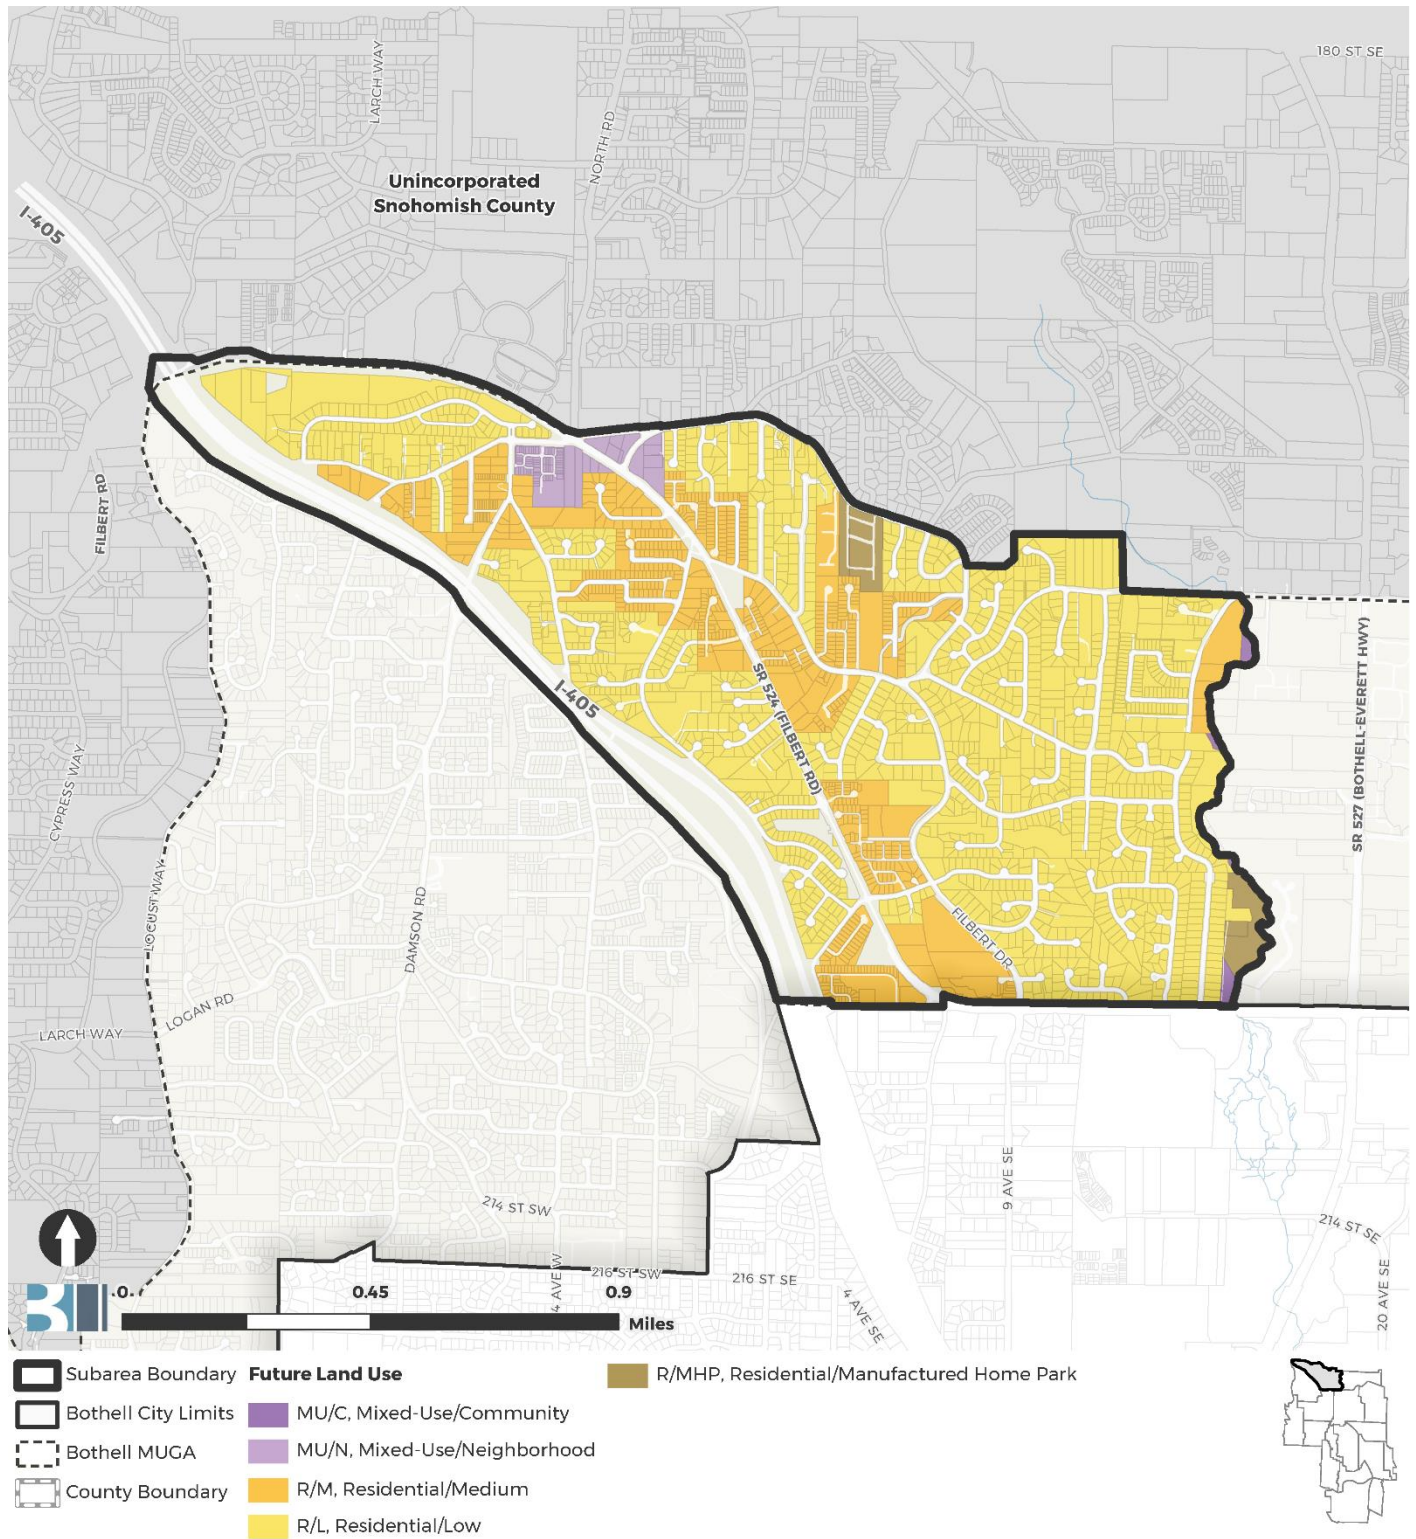 180 ST SE
LARCH WAY
NORTH RD
Unincorporated
Snohomish County
I-405
FILBERT RD
I-405
SR 524 (FILBERT RD)
SR 527 (BOTHELL-EVERETT HWY)
CYPRESS WAY
LOCUST WAY
DAMSON RD
FILBERT DR
LOGAN RD
LARCH WAY
9 AVE SE
214 ST SW
214 ST SE
4 AVE W
216 ST SW
216 ST SE
4 AVE SE
20 AVE SE
0
0.45
0.9
Miles
Subarea Boundary
Bothell City Limits
Bothell MUGA
County Boundary
Future Land Use
MU/C, Mixed-Use/Community
MU/N, Mixed-Use/Neighborhood
R/M, Residential/Medium
R/L, Residential/Low
R/MHP, Residential/Manufactured Home Park